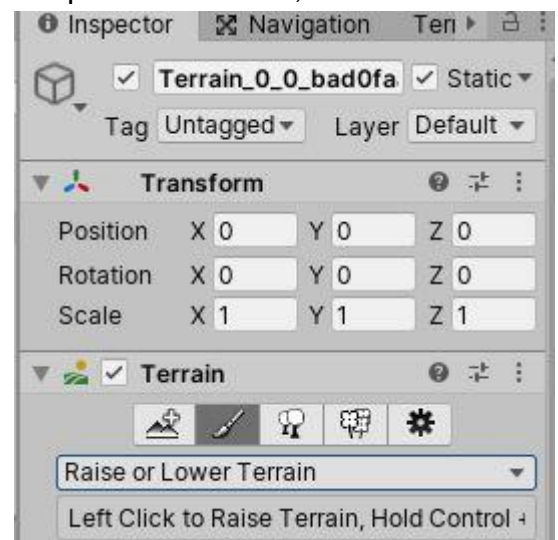 Inspector Navigation Terr
Terrain_0_0_bad0fa Static
Tag Untagged Layer Default
Transform
Position X 0 Y 0 Z 0
Rotation X 0 Y 0 Z 0
Scale X 1 Y 1 Z 1
Terrain
Raise or Lower Terrain
Left Click to Raise Terrain, Hold Control +